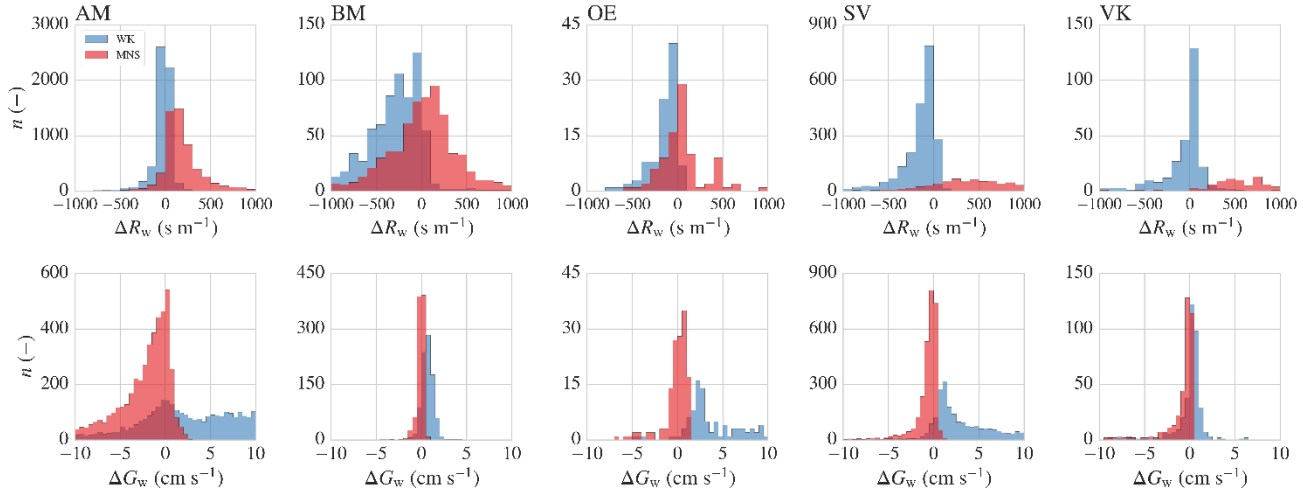 AM BM OE SV VK
3000 150 45 900 150
WK
MNS
2000 100 30 600 100
n (−)
1000 50 15 300 50
0 0 0 0 0
−1000 −500 0 500 1000 −1000 −500 0 500 1000 −1000 −500 0 500 1000 −1000 −500 0 500 1000 −1000 −500 0 500 1000
ΔRw (s m−1) ΔRw (s m−1) ΔRw (s m−1) ΔRw (s m−1) ΔRw (s m−1)
600 450 45 900 150
400 300 30 600 100
n (−)
200 150 15 300 50
0 0 0 0 0
−10 −5 0 5 10 −10 −5 0 5 10 −10 −5 0 5 10 −10 −5 0 5 10 −10 −5 0 5 10
ΔGw (cm s−1) ΔGw (cm s−1) ΔGw (cm s−1) ΔGw (cm s−1) ΔGw (cm s−1)